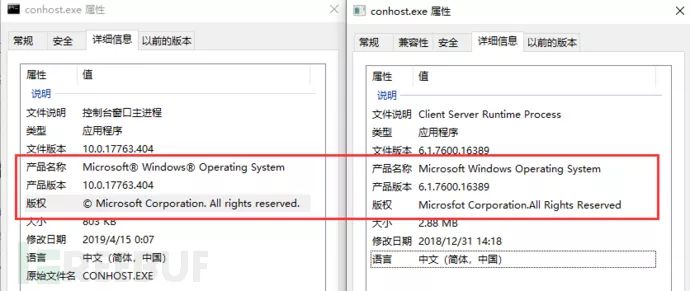 conhost.exe 属性
常规 安全 详细信息 以前的版本
属性 值
说明
文件说明 控制台窗口主进程
类型 应用程序
文件版本 10.0.17763.404
产品名称 Microsoft® Windows® Operating System
产品版本 10.0.17763.404
版权 © Microsoft Corporation. All rights reserved.
大小 803 KB
修改日期 2019/4/15 0:07
语言 中文(简体，中国)
原始文件名 CONHOST.EXE
REEBUF
conhost.exe 属性
常规 兼容性 安全 详细信息 以前的版本
属性 值
说明
文件说明 Client Server Runtime Process
类型 应用程序
文件版本 6.1.7600.16389
产品名称 Microsoft Windows Operating System
产品版本 6.1.7600.16389
版权 Microsfot Corporation.All Rights Reserved
大小 2.88 MB
修改日期 2018/12/31 14:18
语言 中文(简体，中国)